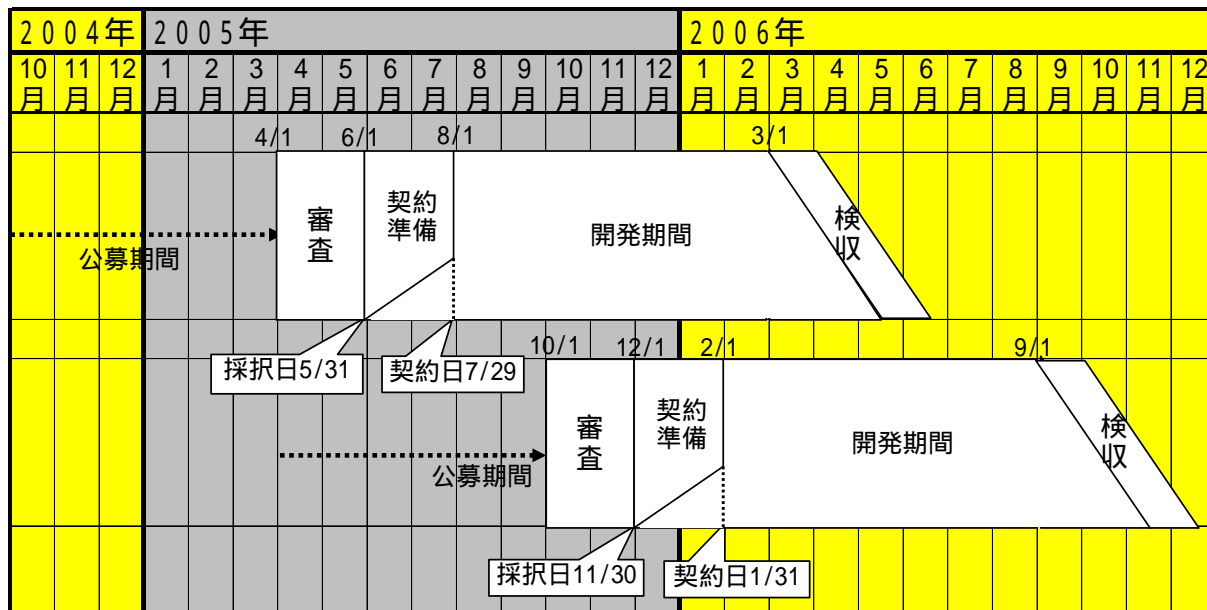 2004年 2005年 2006年
10月 11月 12月 1月 2月 3月 4月 5月 6月 7月 8月 9月 10月 11月 12月 1月 2月 3月 4月 5月 6月 7月 8月 9月 10月 11月 12月
4/1 6/1 8/1 3/1
公募期間
審査
契約
準備
開発期間
検収
採択日5/31 契約日7/29
10/1 12/1 2/1 9/1
公募期間
審査
契約
準備
開発期間
検収
採択日11/30 契約日1/31